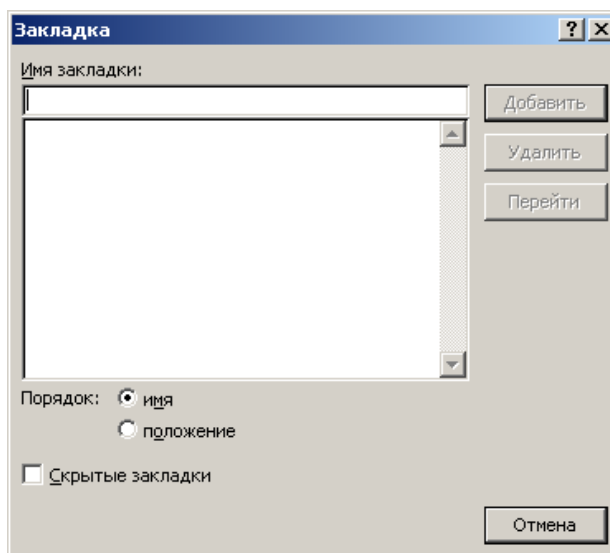 Закладка
Имя закладки:
Добавить
Удалить
Перейти
Порядок:
имя
положение
Скрытые закладки
Отмена